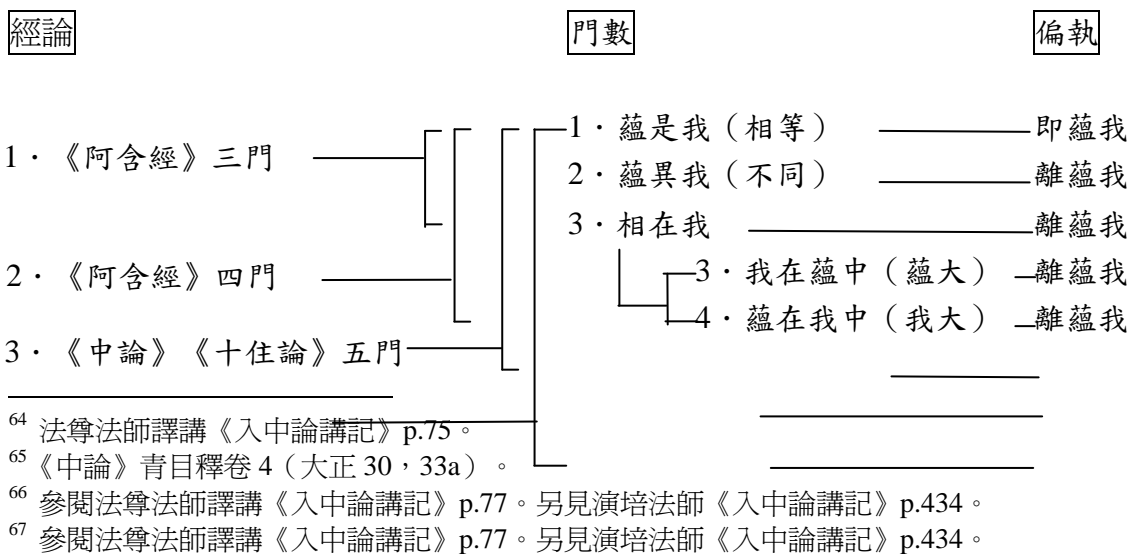 經論 門數 偏執
1．蘊是我（相等） 即蘊我
1．《阿含經》三門
2．蘊異我（不同） 離蘊我
3．相在我 離蘊我
2．《阿含經》四門
3．我在蘊中（蘊大） 離蘊我
4．蘊在我中（我大） 離蘊我
3．《中論》《十住論》五門
64 法尊法師譯講《入中論講記》p.75。
65《中論》青目釋卷 4（大正 30，33a）。
66 參閱法尊法師譯講《入中論講記》p.77。另見演培法師《入中論講記》p.434。
67 參閱法尊法師譯講《入中論講記》p.77。另見演培法師《入中論講記》p.434。